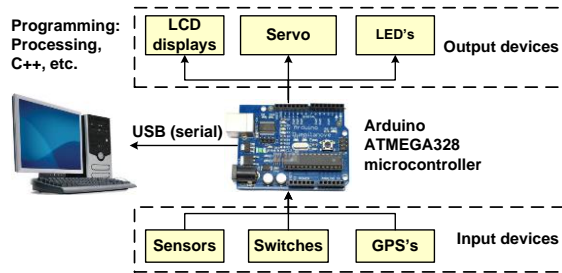 Programming:
Processing,
C++, etc.
LCD
displays
Servo
LED's
Output devices
USB (serial)
Arduino
ATMEGA328
microcontroller
Sensors
Switches
GPS's
Input devices